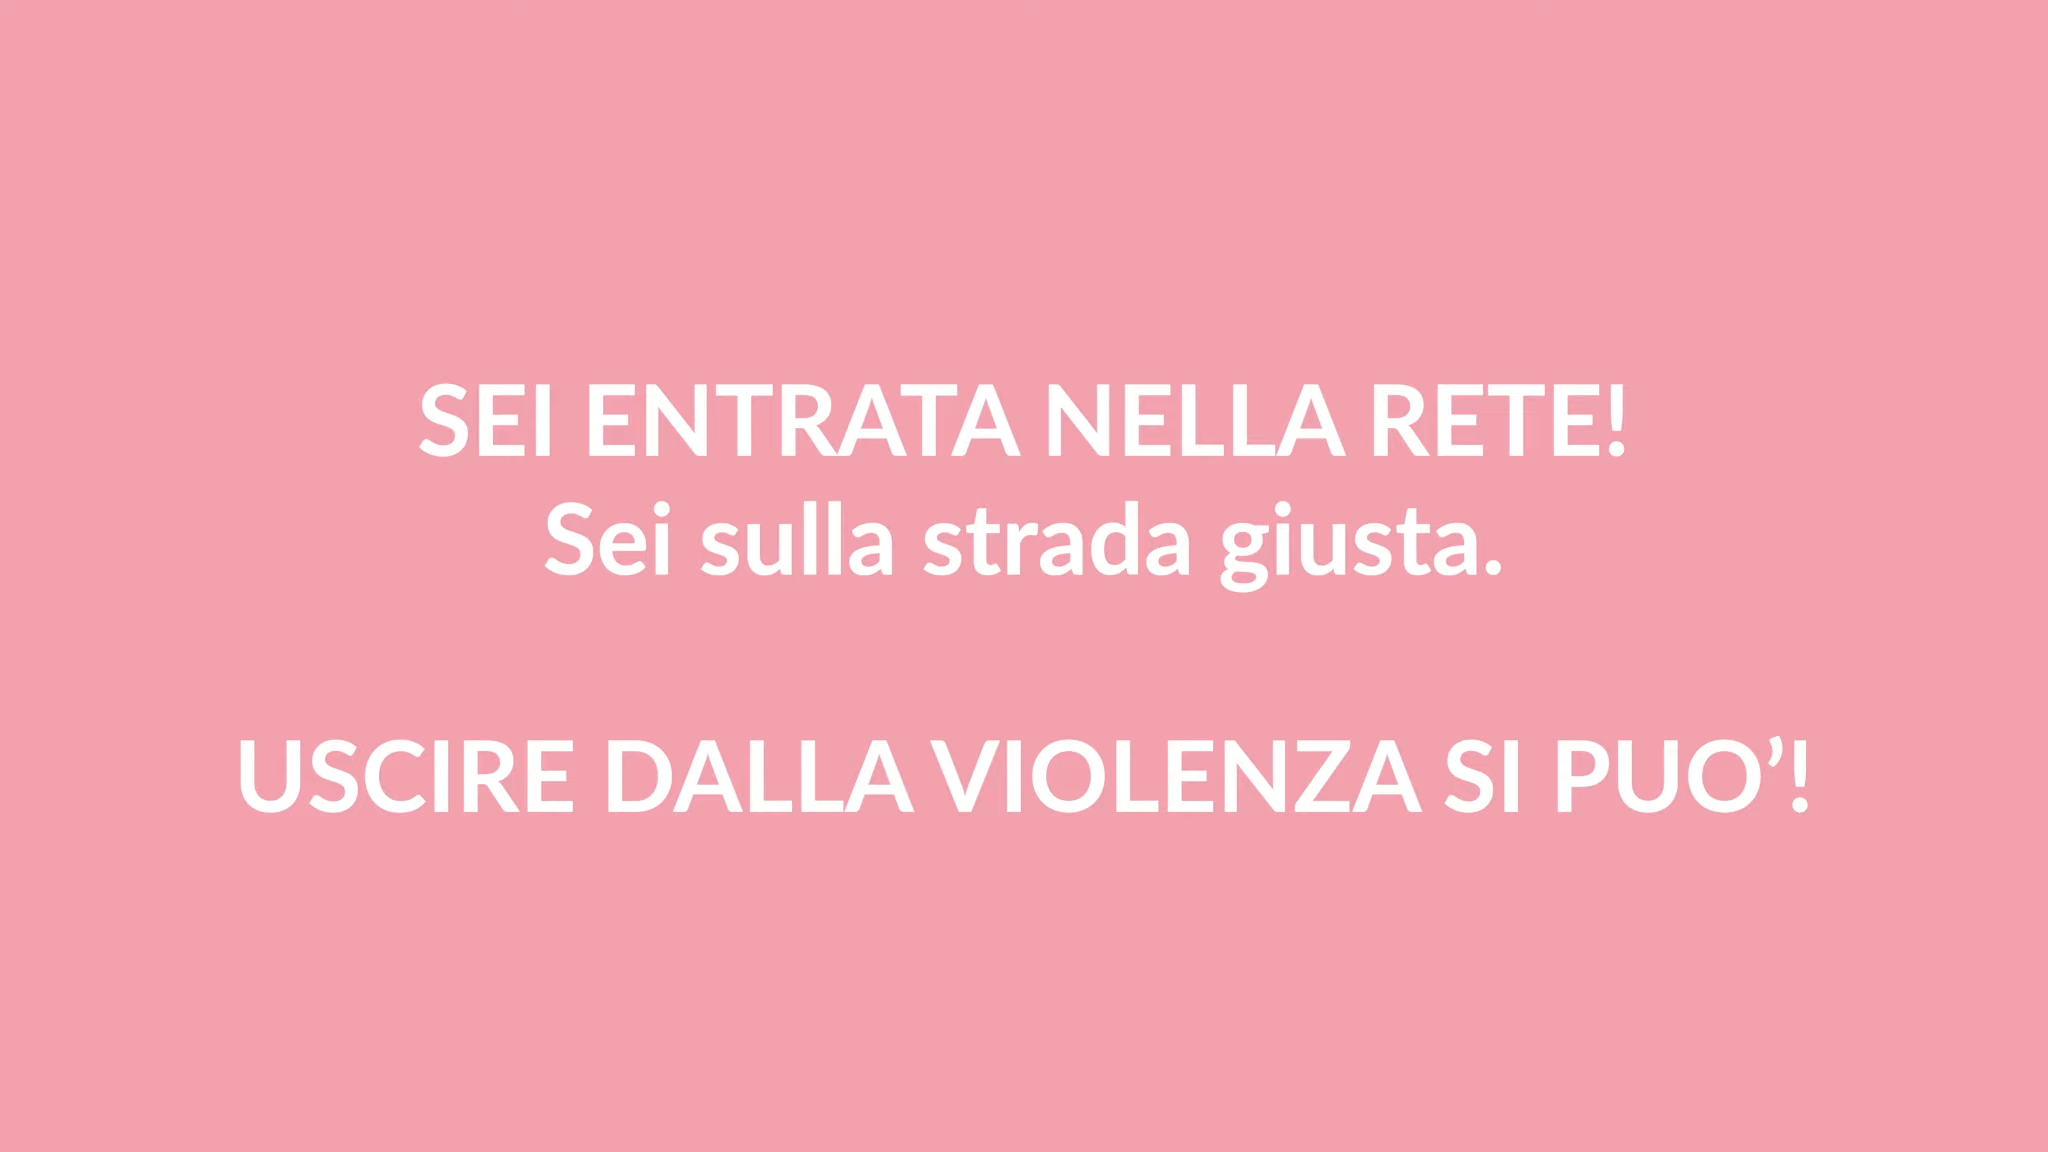 SEI ENTRATA NELLA RETE!
Sei sulla strada giusta.
USCIRE DALLA VIOLENZA SI PUO’!